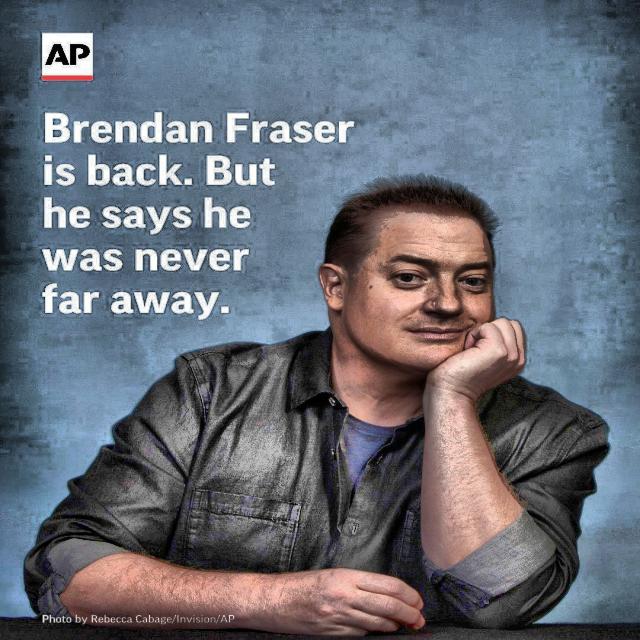 AP
Brendan Fraser
is back. But
he says he
was never
far away.
Photo by Rebecca Cabage/Invision/AP